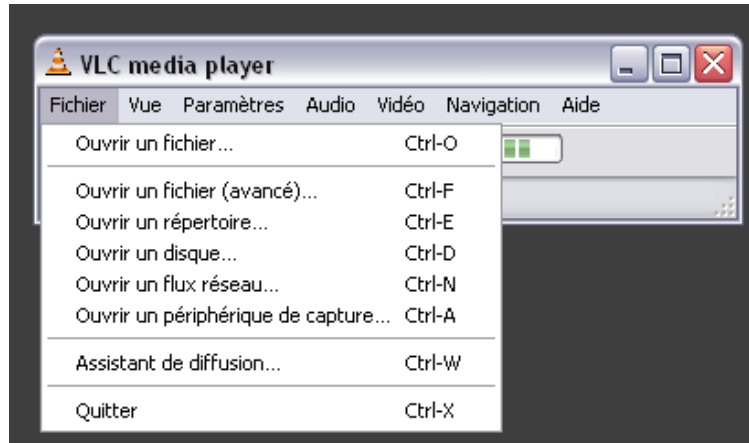 VLC media player
Fichier Vue Paramètres Audio Vidéo Navigation Aide
Ouvrir un fichier... Ctrl-O
Ouvrir un fichier (avancé)... Ctrl-F
Ouvrir un répertoire... Ctrl-E
Ouvrir un disque... Ctrl-D
Ouvrir un flux réseau... Ctrl-N
Ouvrir un périphérique de capture... Ctrl-A
Assistant de diffusion... Ctrl-W
Quitter Ctrl-X